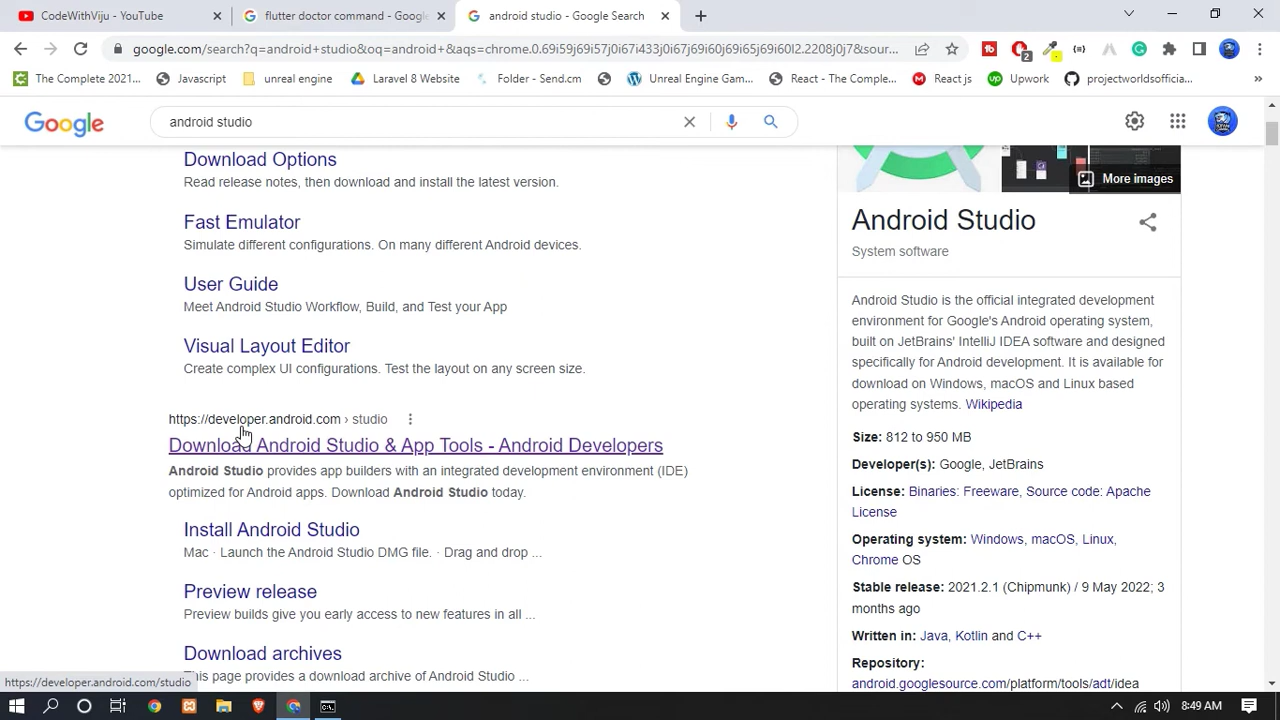 CodeWithViju - YouTube
flutter doctor command - Google
android studio - Google Search
google.com/search?q=android+studio&oq=android+&aqs=chrome.0.69i59j69i57j0i67i433j0i67j69i60j69i65j69i60l2.2208j0j7&sour...
2
The Complete 2021...
Javascript
unreal engine
Laravel 8 Website
Folder - Send.cm
Unreal Engine Gam...
React - The Comple...
React js
Upwork
projectworldsofficia...
Google
android studio
Download Options
Read release notes, then download and install the latest version.
Fast Emulator
Simulate different configurations. On many different Android devices.
User Guide
Meet Android Studio Workflow, Build, and Test your App
Visual Layout Editor
Create complex UI configurations. Test the layout on any screen size.
https://developer.android.com › studio
Download Android Studio & App Tools - Android Developers
Android Studio provides app builders with an integrated development environment (IDE)
optimized for Android apps. Download Android Studio today.
Install Android Studio
Mac · Launch the Android Studio DMG file. · Drag and drop ...
Preview release
Preview builds give you early access to new features in all ...
Download archives
This page provides a download archive of Android Studio ...
More images
Android Studio
System software
Android Studio is the official integrated development
environment for Google's Android operating system,
built on JetBrains' IntelliJ IDEA software and designed
specifically for Android development. It is available for
download on Windows, macOS and Linux based
operating systems. Wikipedia
Size: 812 to 950 MB
Developer(s): Google, JetBrains
License: Binaries: Freeware, Source code: Apache
License
Operating system: Windows, macOS, Linux,
Chrome OS
Stable release: 2021.2.1 (Chipmunk) / 9 May 2022; 3
months ago
Written in: Java, Kotlin and C++
Repository:
android.googlesource.com/platform/tools/adt/idea
https://developer.android.com/studio
8:49 AM